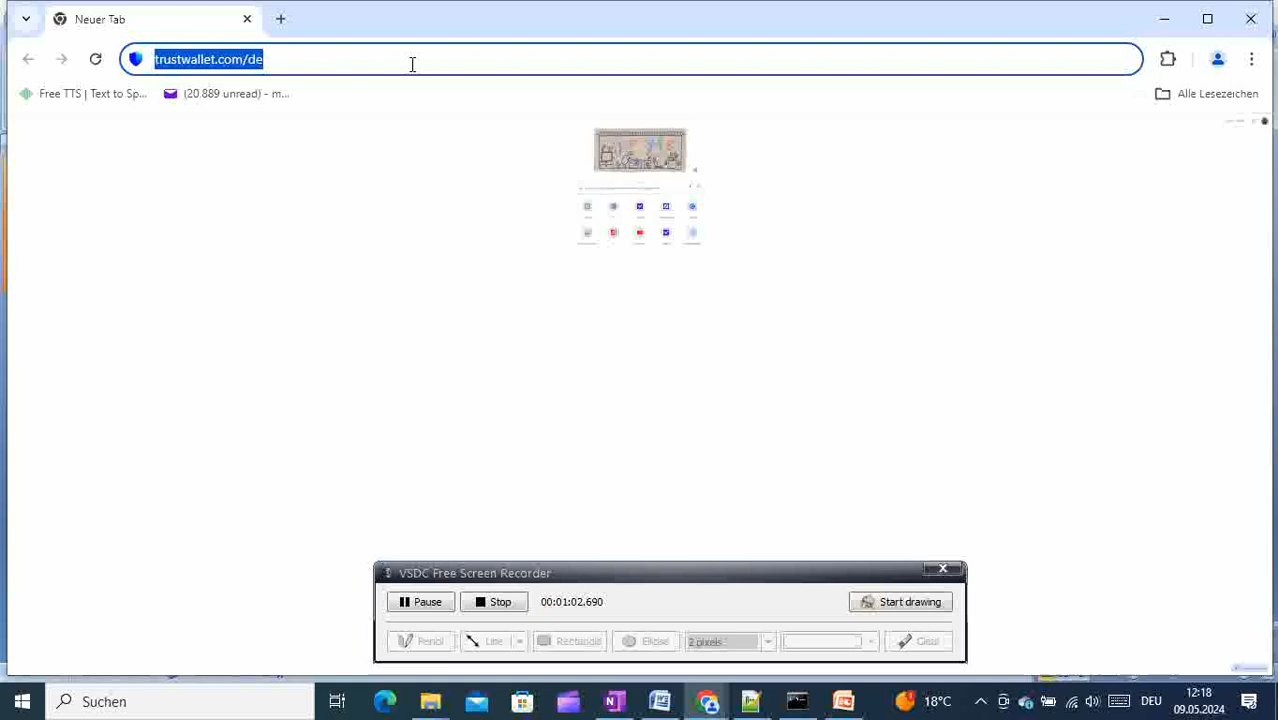 Neuer Tab
trustwallet.com/de
Free TTS | Text to Sp...
(20 889 unread) - m...
Alle Lesezeichen
VSDC Free Screen Recorder
Pause
Stop
00:01:02.690
Start drawing
Pencil
Line
Rectangle
Ellipse
2 pixels
Clear
Suchen
18°C
DEU
12:18
09.05.2024